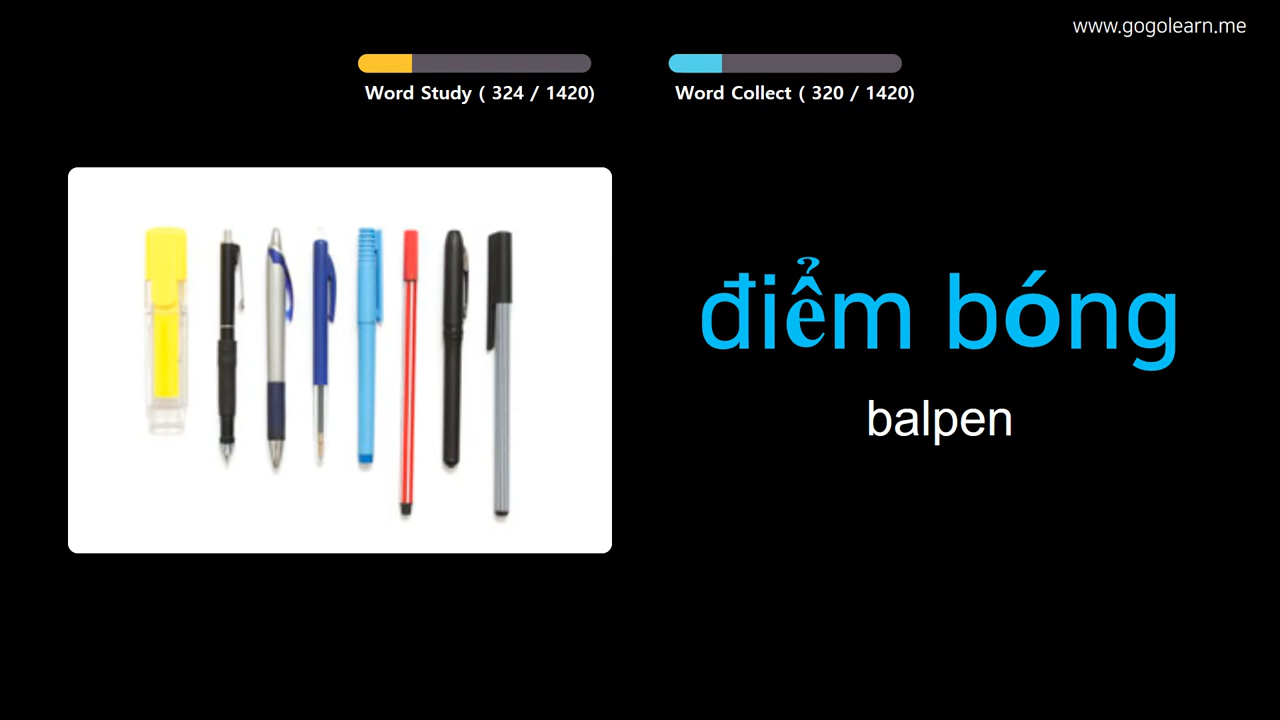 www.gogolearn.me
Word Study ( 324 / 1420)
Word Collect ( 320 / 1420)
điểm bóng
balpen